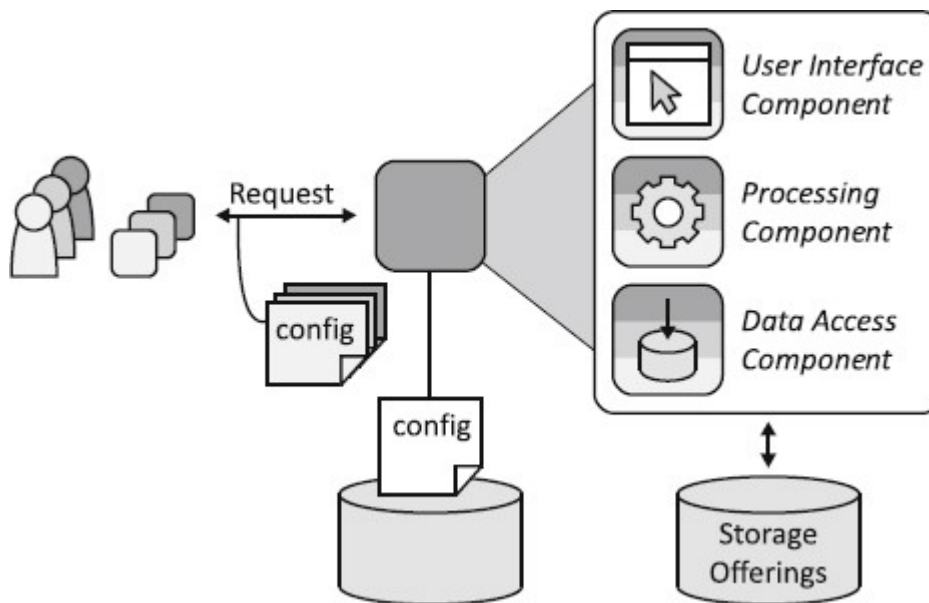 User Interface
Component
Request
Processing
Component
config
Data Access
Component
config
Storage
Offerings